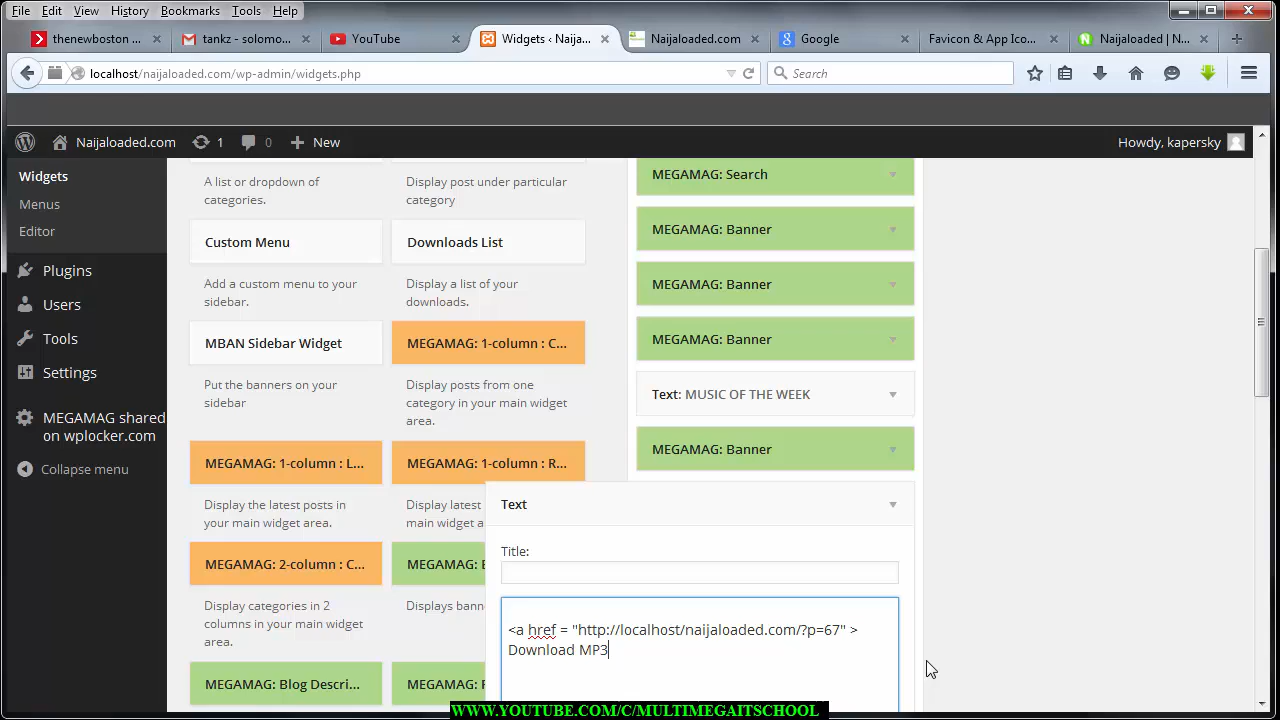 File Edit View History Bookmarks Tools Help
thenewboston ... tankz - solomo... YouTube Widgets ‹ Naija... Naijaloaded.com Google Favicon & App Ico... Naijaloaded | N...
localhost/naijaloaded.com/wp-admin/widgets.php Search
Naijaloaded.com 1 0 New Howdy, kapersky
Widgets
Menus
Editor
Plugins
Users
Tools
Settings
MEGAMAG shared
on wplocker.com
Collapse menu
A list or dropdown of
categories.
Display post under particular
category
Custom Menu
Downloads List
Add a custom menu to your
sidebar.
Display a list of your
downloads.
MBAN Sidebar Widget
MEGAMAG: 1-column : C...
Put the banners on your
sidebar
Display posts from one
category in your main widget
area.
MEGAMAG: 1-column : L...
MEGAMAG: 1-column : R...
Display the latest posts in
your main widget area.
Display latest
main widget a
MEGAMAG: 2-column : C...
MEGAMAG:
Display categories in 2
columns in your main widget
area.
Displays bann
MEGAMAG: Blog Descri...
MEGAMAG:
MEGAMAG: Search
MEGAMAG: Banner
MEGAMAG: Banner
MEGAMAG: Banner
Text: MUSIC OF THE WEEK
MEGAMAG: Banner
Text
Title:
<a href = "http://localhost/naijaloaded.com/?p=67" >
Download MP3
WWW.YOUTUBE.COM/C/MULTIMEGAITSCHOOL